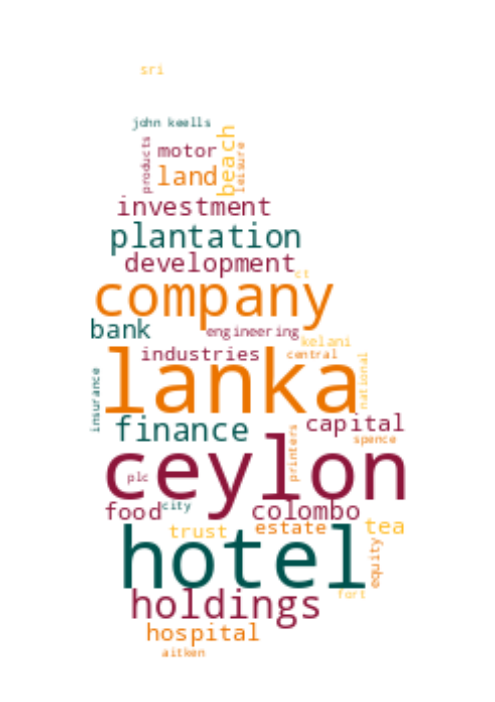 sri
john keells
products
motor
beach
leisure
land
investment
plantation
development
ct
company
bank
engineering
kelani
industries
central
lanka
national
insurance
finance
capital
spence
printers
ceylon
plc
food
city
colombo
trust
estate
tea
hotel
equity
holdings
fort
hospital
aitken